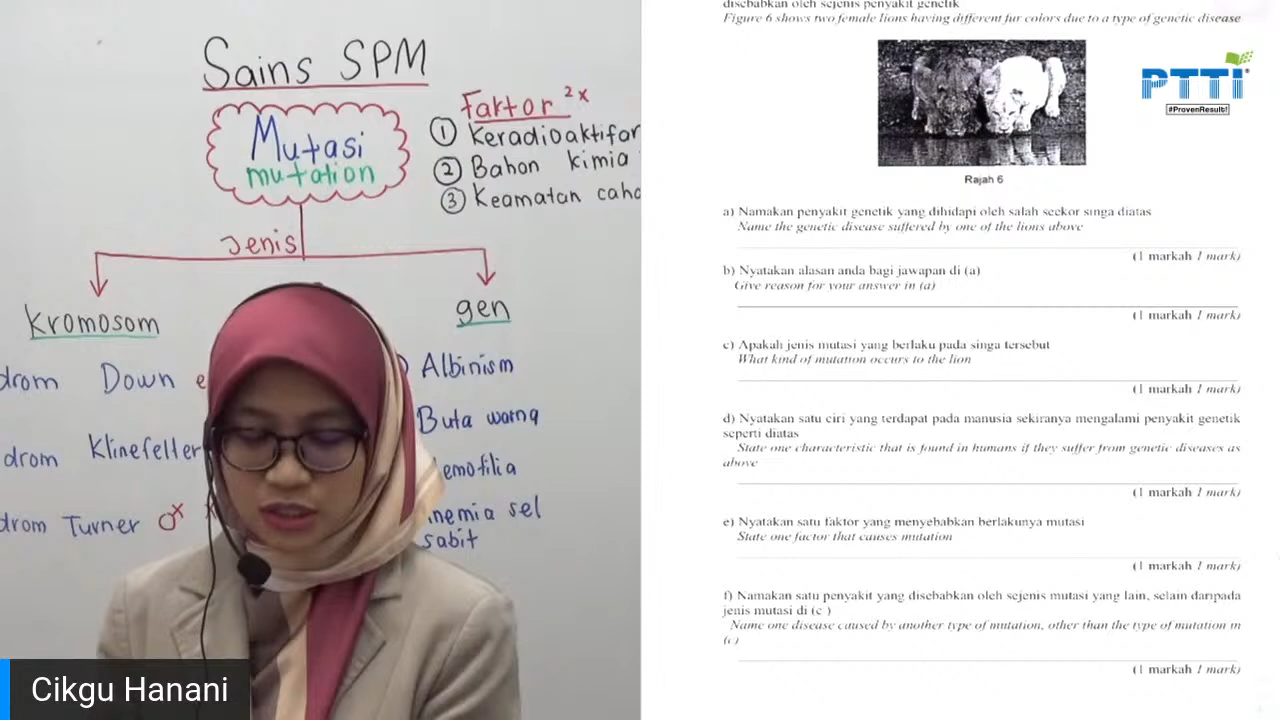 Sains SPM
Mutasi
mutation
Faktor 2x
① Keradioaktifan
② Bahan kimia
③ Keamatan caha
Jenis
Kromosom
drom Down
drom Klinefelter
drom Turner
gen
Albinism
Buta warna
emofilia
nemia sel
sabit
Cikgu Hanani
disebabkan oleh sejenis penyakit genetik
Figure 6 shows two female lions having different fur colors due to a type of genetic disease
PTTI
#ProvenResult!
Rajah 6
a) Namakan penyakit genetik yang dihidapi oleh salah seekor singa diatas
Name the genetic disease suffered by one of the lions above
(1 markah 1 mark)
b) Nyatakan alasan anda bagi jawapan di (a)
Give reason for your answer in (a)
(1 markah 1 mark)
c) Apakah jenis mutasi yang berlaku pada singa tersebut
What kind of mutation occurs to the lion
(1 markah 1 mark)
d) Nyatakan satu ciri yang terdapat pada manusia sekiranya mengalami penyakit genetik
seperti diatas
State one characteristic that is found in humans if they suffer from genetic diseases as
above
(1 markah 1 mark)
e) Nyatakan satu faktor yang menyebabkan berlakunya mutasi
State one factor that causes mutation
(1 markah 1 mark)
f) Namakan satu penyakit yang disebabkan oleh sejenis mutasi yang lain, selain daripada
jenis mutasi di (c )
Name one disease caused by another type of mutation, other than the type of mutation in
(c)
(1 markah 1 mark)